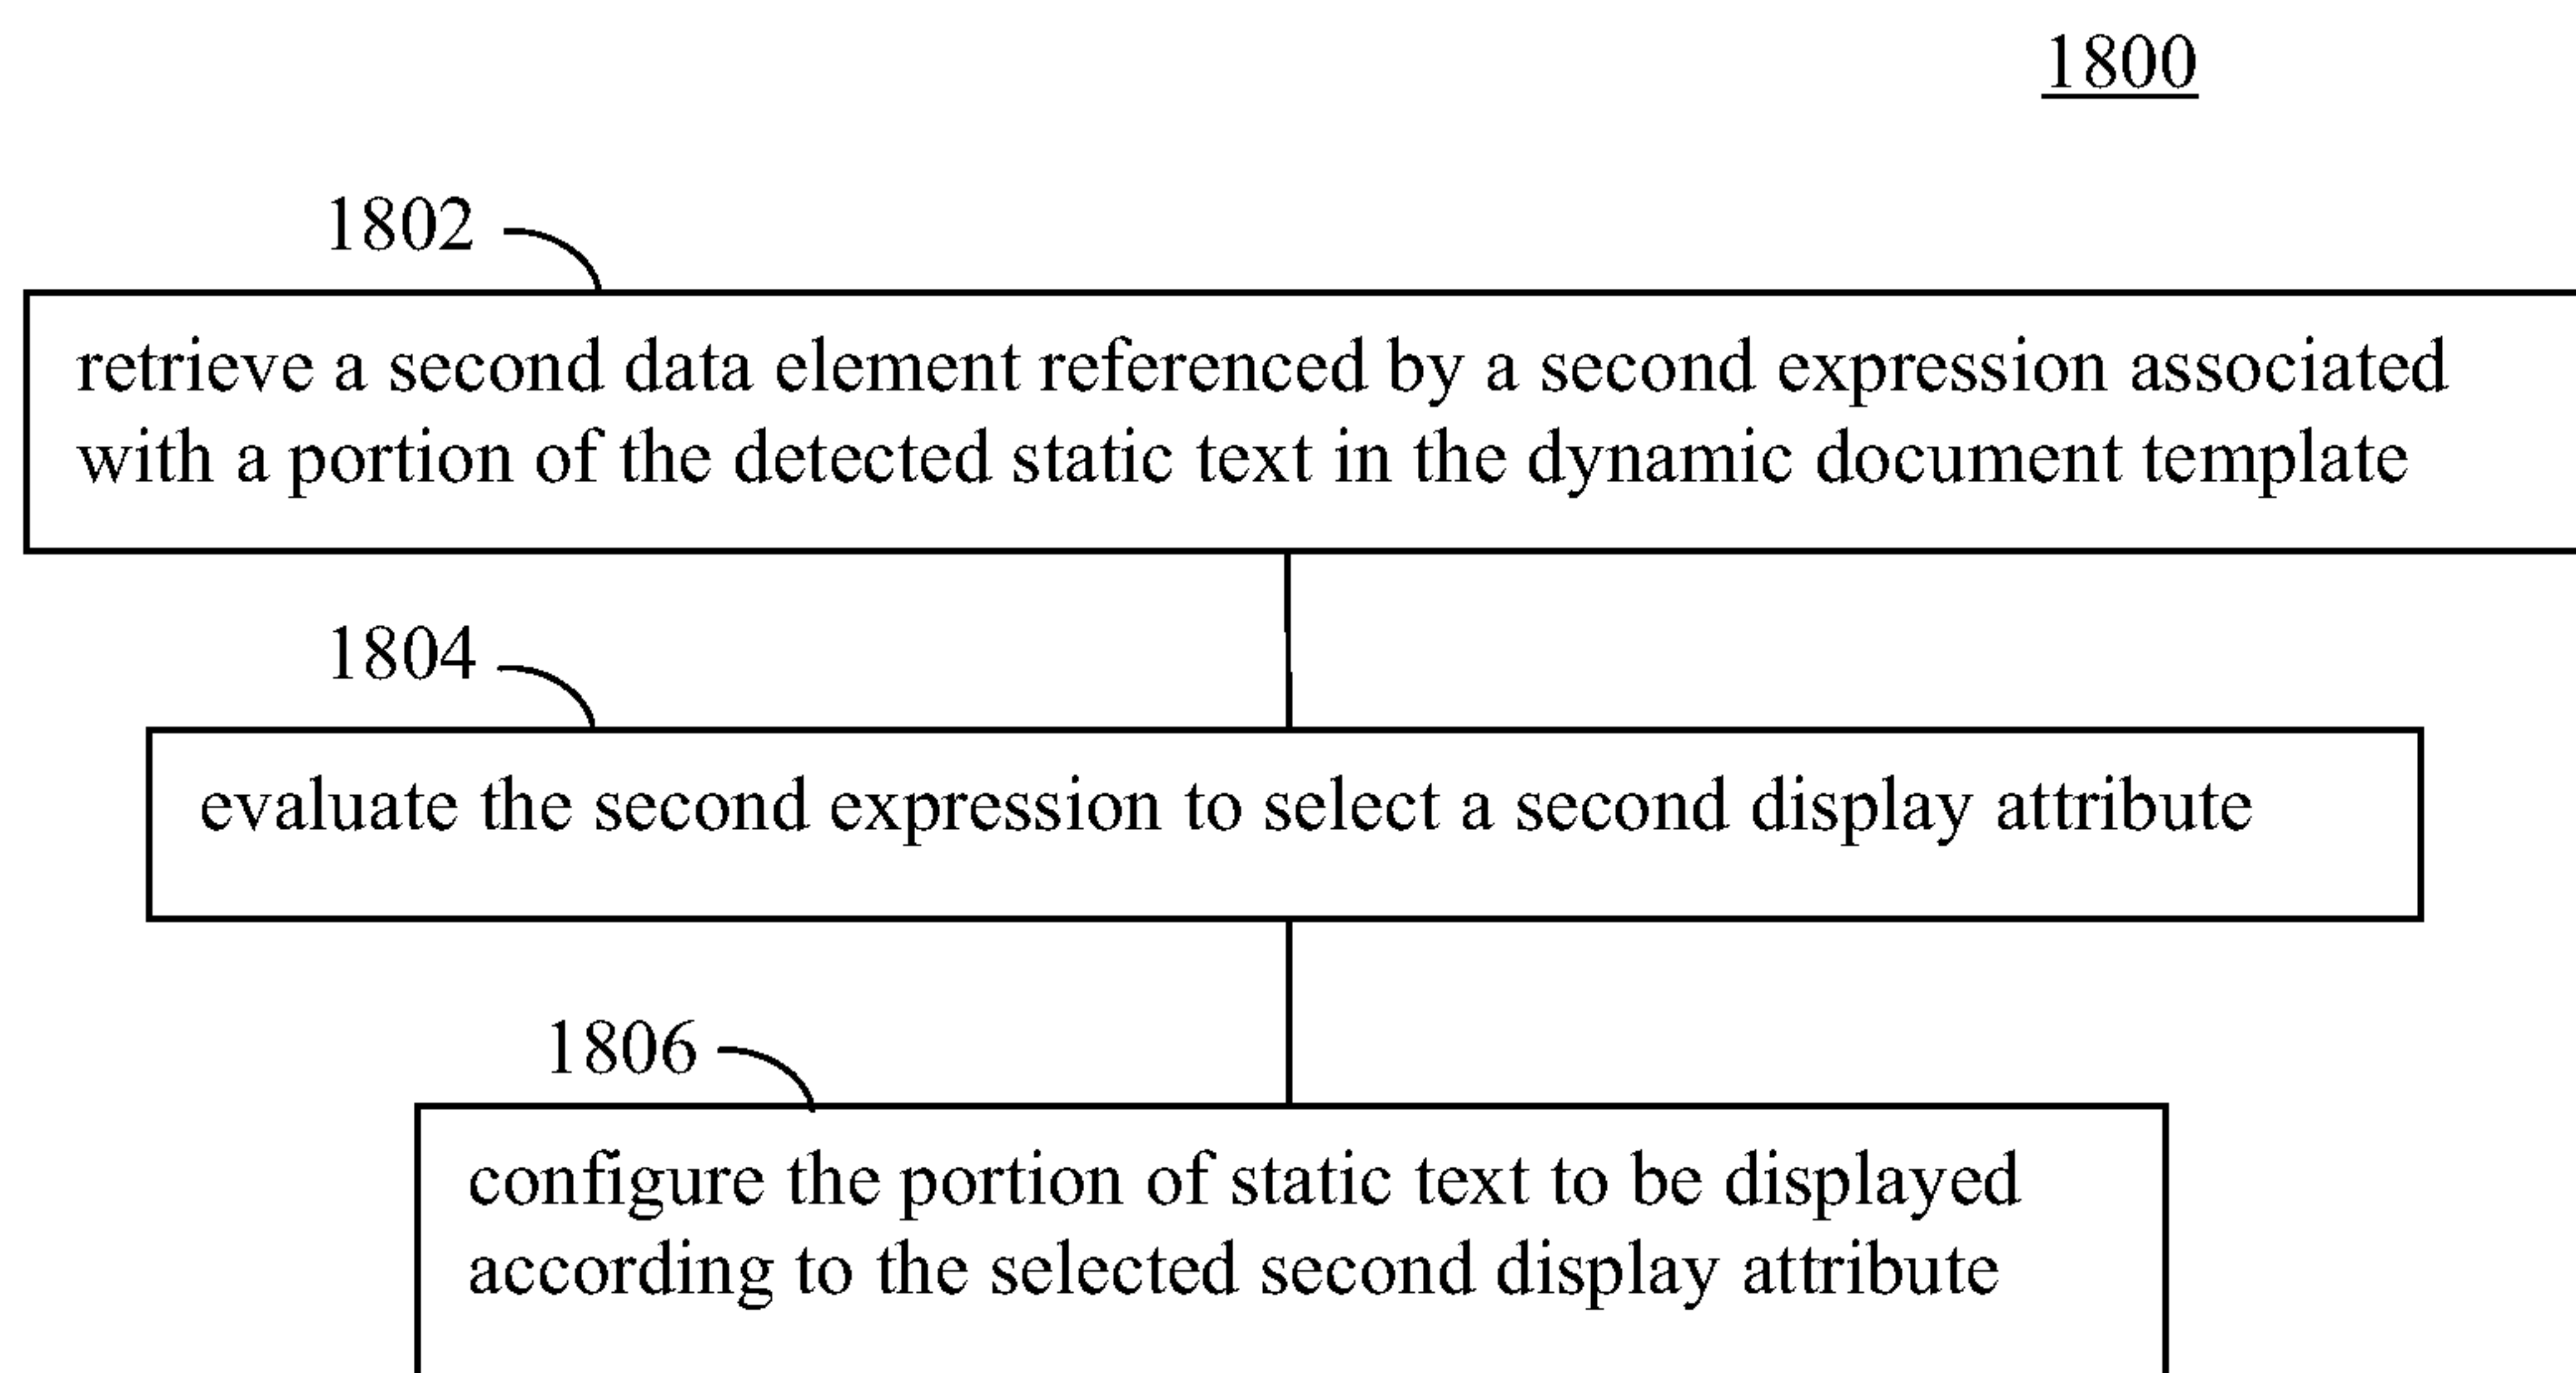 1800
1802
retrieve a second data element referenced by a second expression associated
with a portion of the detected static text in the dynamic document template
1804
evaluate the second expression to select a second display attribute
1806
configure the portion of static text to be displayed
according to the selected second display attribute